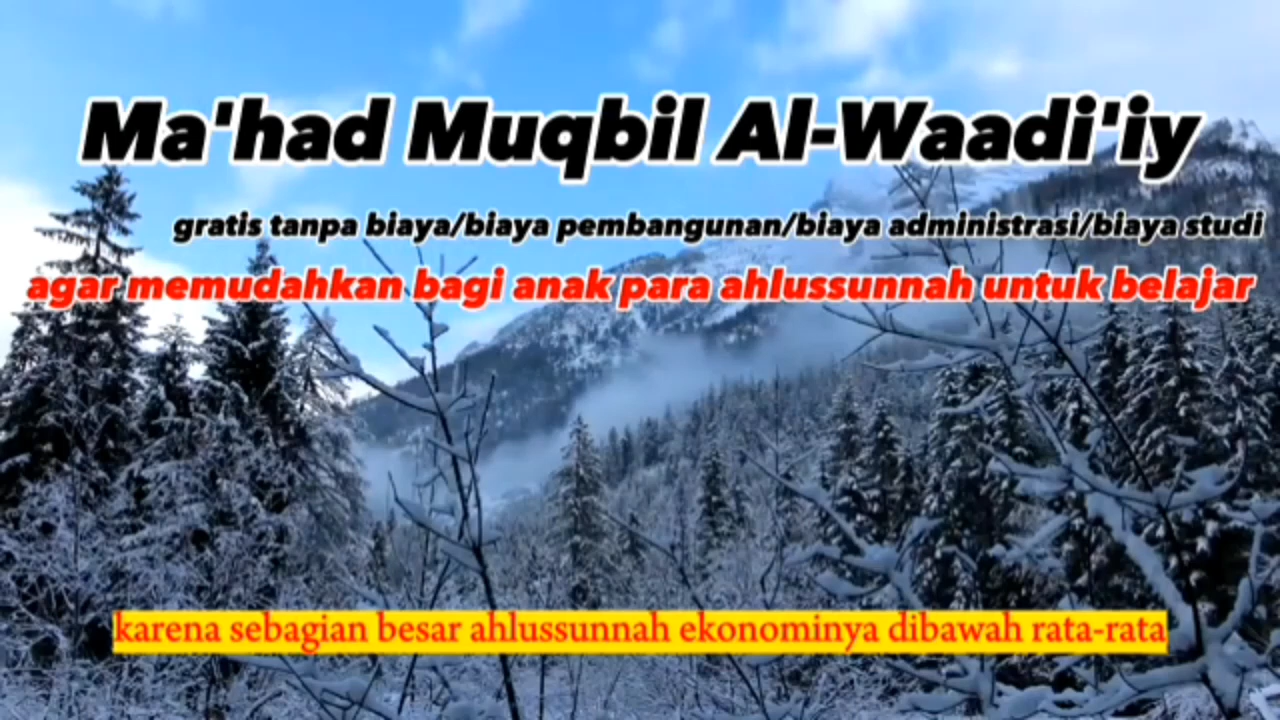 Ma'had Muqbil Al-Waadi'iy
gratis tanpa biaya/biaya pembangunan/biaya administrasi/biaya studi
agar memudahkan bagi anak para ahlussunnah untuk belajar
karena sebagian besar ahlussunnah ekonominya dibawah rata-rata